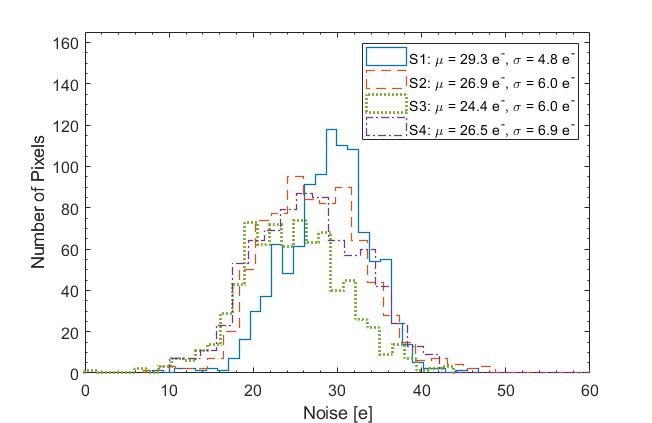 160
140
120
100
80
60
40
20
0
Number of Pixels
S1: μ = 29.3 e⁻, σ = 4.8 e⁻
S2: μ = 26.9 e⁻, σ = 6.0 e⁻
S3: μ = 24.4 e⁻, σ = 6.0 e⁻
S4: μ = 26.5 e⁻, σ = 6.9 e⁻
0 10 20 30 40 50 60
Noise [e]